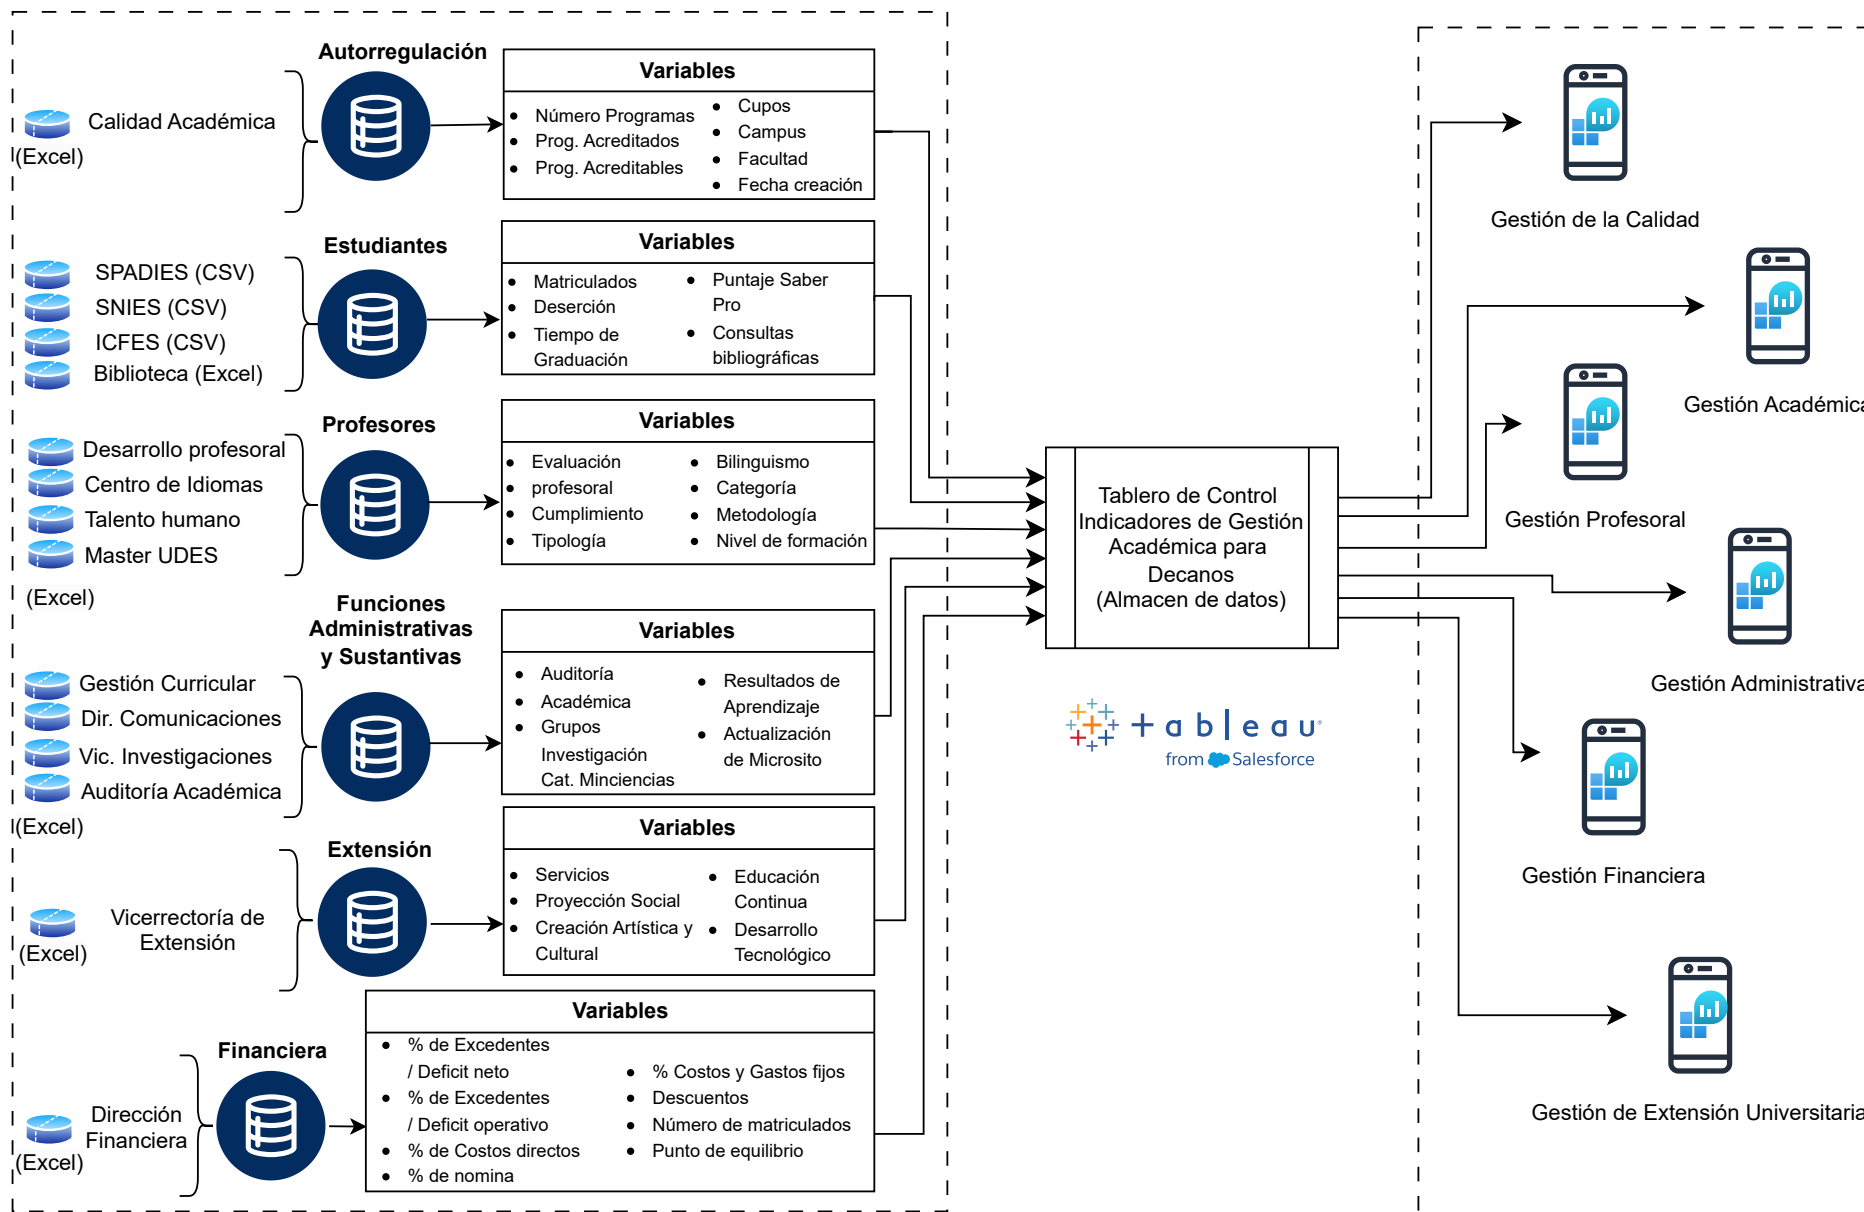 Autorregulación
Calidad Académica
(Excel)
Variables
Número Programas
Prog. Acreditados
Prog. Acreditables
Cupos
Campus
Facultad
Fecha creación
Estudiantes
SPADIES (CSV)
SNIES (CSV)
ICFES (CSV)
Biblioteca (Excel)
Variables
Matriculados
Deserción
Tiempo de
Graduación
Puntaje Saber
Pro
Consultas
bibliográficas
Profesores
Desarrollo profesoral
Centro de Idiomas
Talento humano
Master UDES
(Excel)
Variables
Evaluación
profesoral
Cumplimiento
Tipología
Bilinguismo
Categoría
Metodología
Nivel de formación
Funciones
Administrativas
y Sustantivas
Gestión Curricular
Dir. Comunicaciones
Vic. Investigaciones
Auditoría Académica
(Excel)
Variables
Auditoría
Académica
Grupos
Investigación
Cat. Minciencias
Resultados de
Aprendizaje
Actualización
de Microsito
Extensión
Vicerrectoría de
Extensión
(Excel)
Variables
Servicios
Proyección Social
Creación Artística y
Cultural
Educación
Continua
Desarrollo
Tecnológico
Financiera
Dirección
Financiera
(Excel)
Variables
% de Excedentes
/ Deficit neto
% de Excedentes
/ Deficit operativo
% de Costos directos
% de nomina
% Costos y Gastos fijos
Descuentos
Número de matriculados
Punto de equilibrio
Tablero de Control
Indicadores de Gestión
Académica para
Decanos
(Almacen de datos)
+ableau
from Salesforce
Gestión de la Calidad
Gestión Académica
Gestión Profesoral
Gestión Administrativa
Gestión Financiera
Gestión de Extensión Universitaria